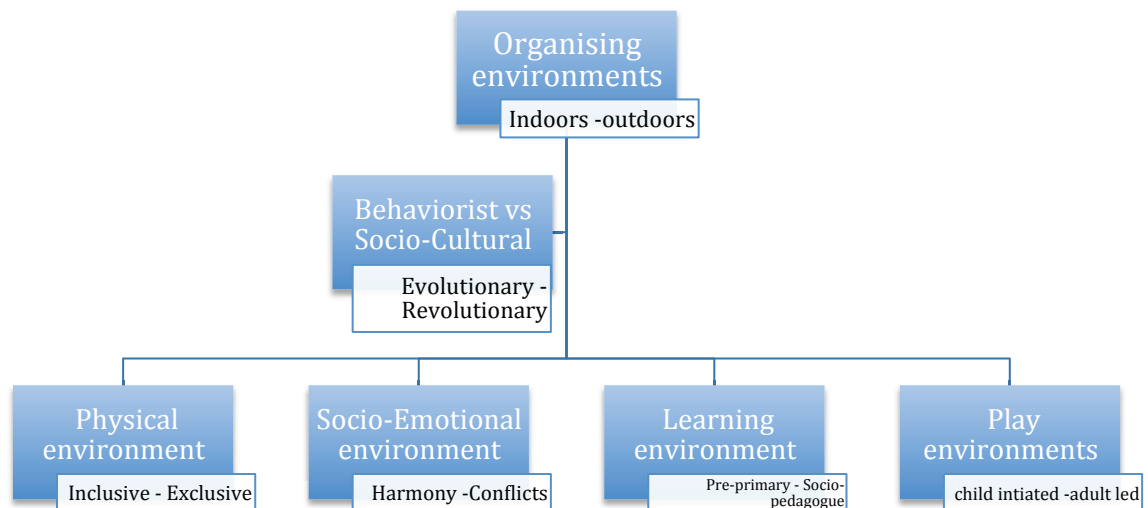 Organising
environments
Indoors -outdoors
Behaviorist vs
Socio-Cultural
Evolutionary -
Revolutionary
Physical
environment
Inclusive - Exclusive
Socio-Emotional
environment
Harmony -Conflicts
Learning
environment
Pre-primary - Socio-
pedagogue
Play
environments
child intiated -adult led